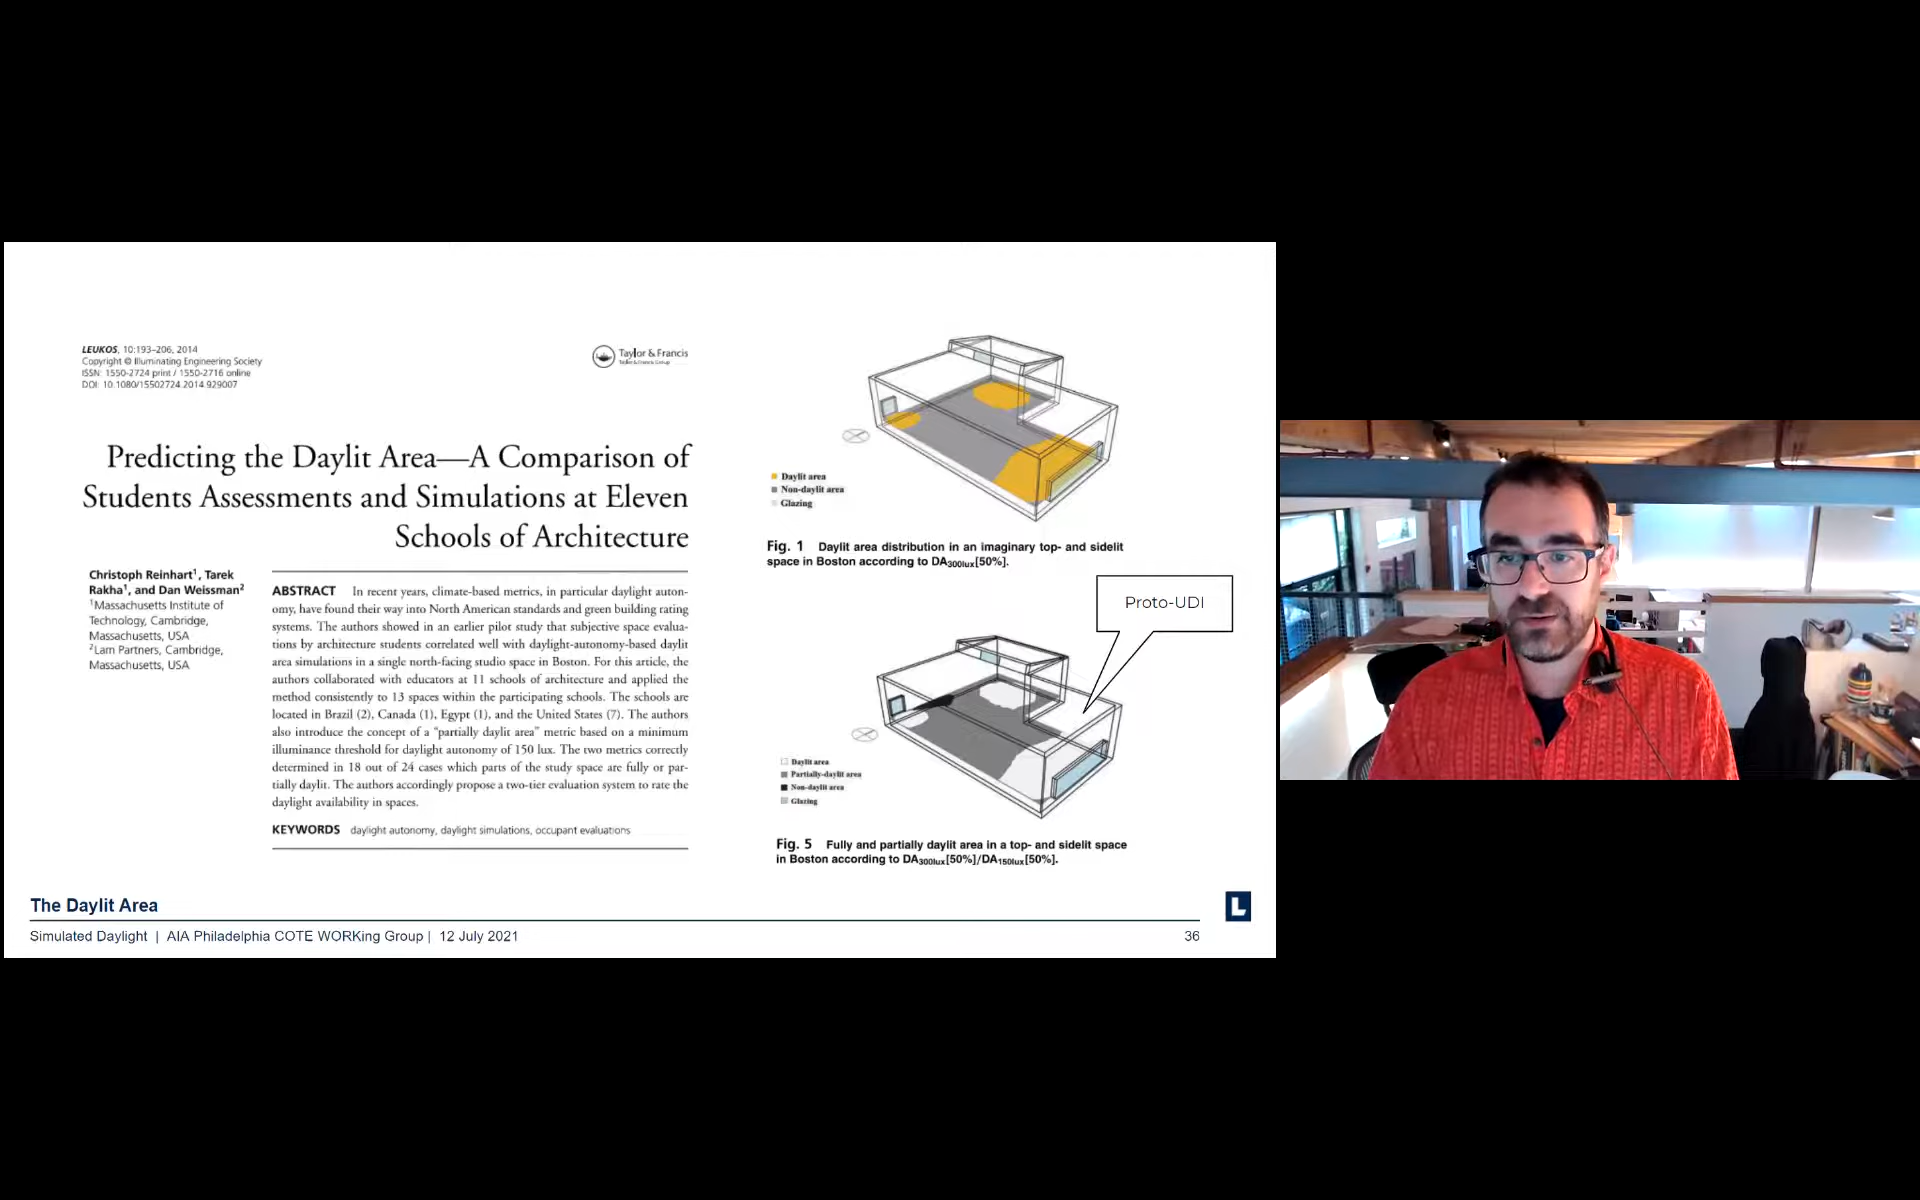 LEUKOS, 10:193–206, 2014
Copyright © Illuminating Engineering Society
ISSN: 1550-2724 print / 1550-2716 online
DOI: 10.1080/15502724.2014.929007
Taylor & Francis
Taylor & Francis Group
Predicting the Daylit Area—A Comparison of
Students Assessments and Simulations at Eleven
Schools of Architecture
Christoph Reinhart1, Tarek
Rakha1, and Dan Weissman2
1Massachusetts Institute of
Technology, Cambridge,
Massachusetts, USA
2Lam Partners, Cambridge,
Massachusetts, USA
ABSTRACT In recent years, climate-based metrics, in particular daylight auton-
omy, have found their way into North American standards and green building rating
systems. The authors showed in an earlier pilot study that subjective space evalua-
tions by architecture students correlated well with daylight-autonomy-based daylit
area simulations in a single north-facing studio space in Boston. For this article, the
authors collaborated with educators at 11 schools of architecture and applied the
method consistently to 13 spaces within the participating schools. The schools are
located in Brazil (2), Canada (1), Egypt (1), and the United States (7). The authors
also introduce the concept of a “partially daylit area” metric based on a minimum
illuminance threshold for daylight autonomy of 150 lux. The two metrics correctly
determined in 18 out of 24 cases which parts of the study space are fully or par-
tially daylit. The authors accordingly propose a two-tier evaluation system to rate the
daylight availability in spaces.
KEYWORDS daylight autonomy, daylight simulations, occupant evaluations
Daylit area
Non-daylit area
Glazing
Fig. 1 Daylit area distribution in an imaginary top- and sidelit
space in Boston according to DA300lux[50%].
Proto-UDI
Daylit area
Partially-daylit area
Non-daylit area
Glazing
Fig. 5 Fully and partially daylit area in a top- and sidelit space
in Boston according to DA300lux[50%]/DA150lux[50%].
The Daylit Area
L
Simulated Daylight | AIA Philadelphia COTE WORKing Group | 12 July 2021
36